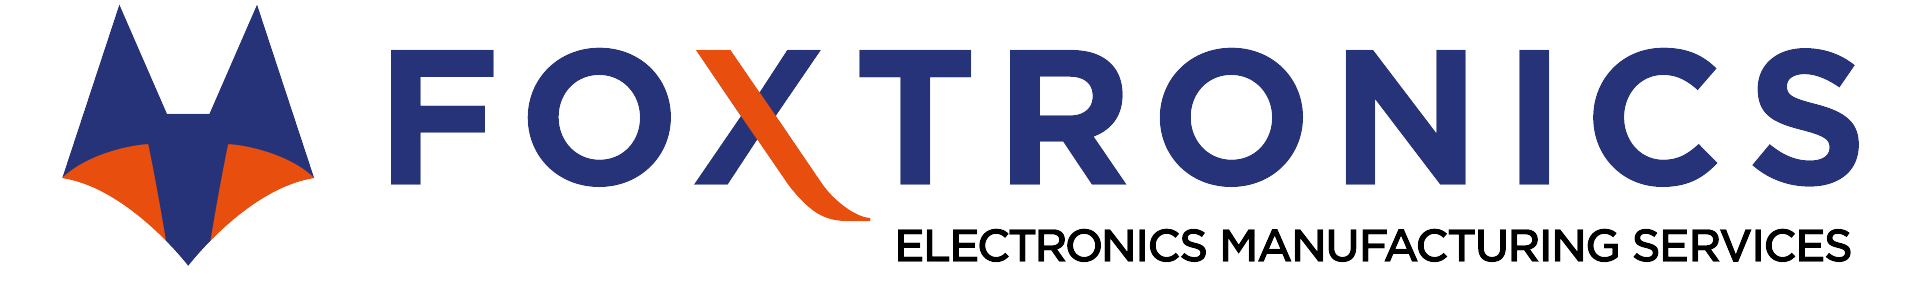 FOXTRONICS
ELECTRONICS MANUFACTURING SERVICES